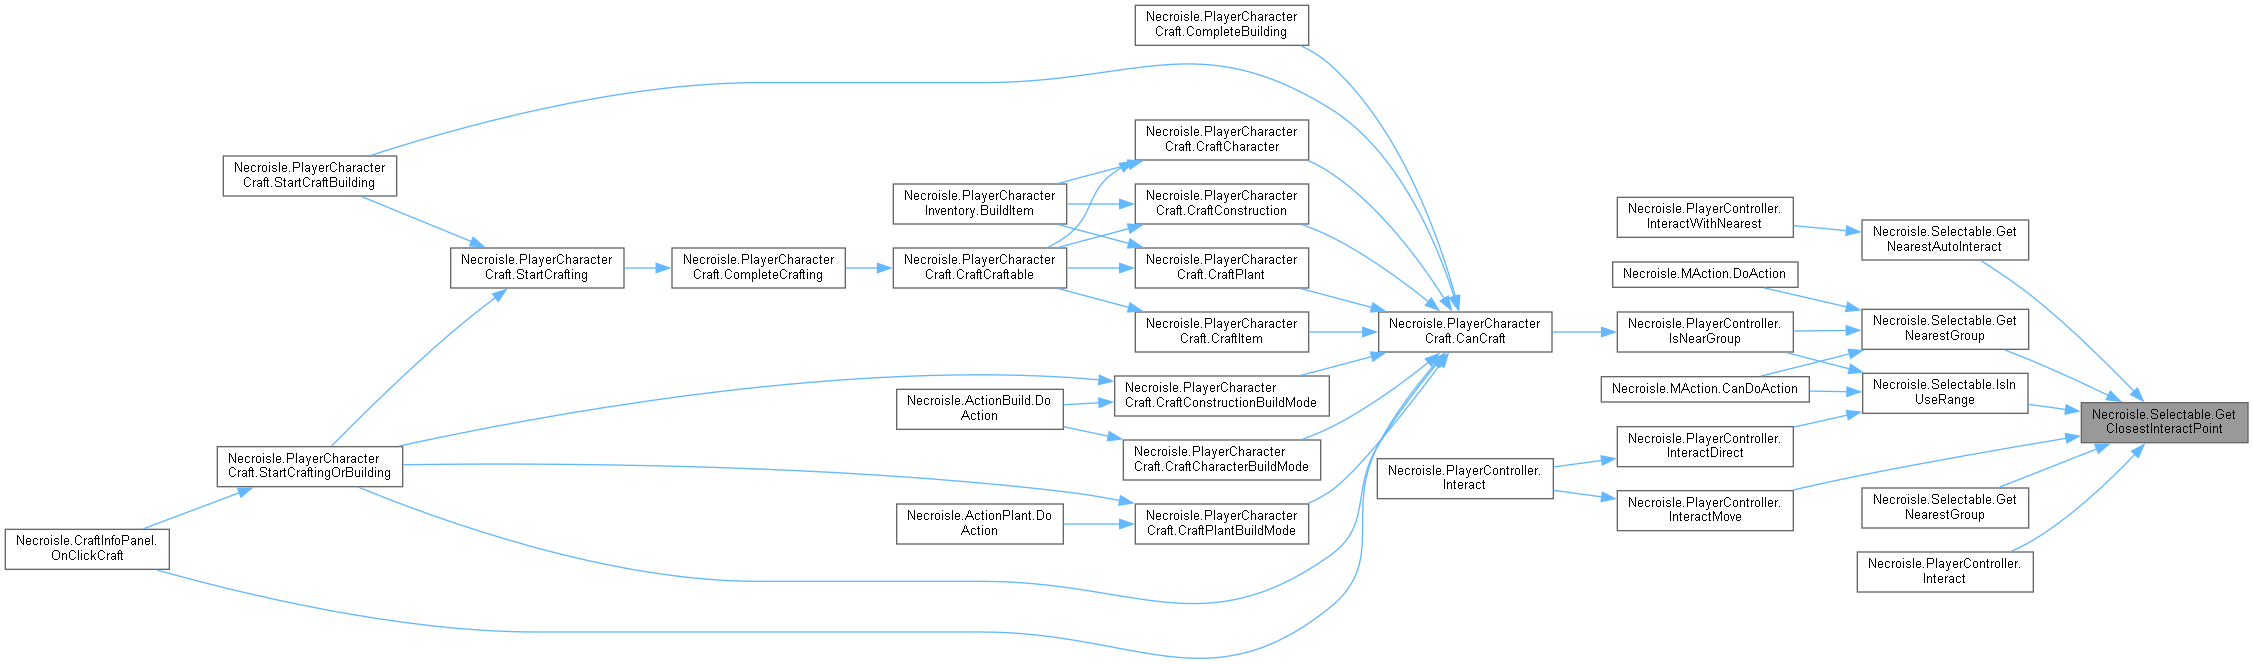 Necroisle.PlayerCharacter
Craft.CompleteBuilding
Necroisle.PlayerCharacter
Craft.StartCraftBuilding
Necroisle.PlayerCharacter
Craft.CraftCharacter
Necroisle.PlayerCharacter
Inventory.BuildItem
Necroisle.PlayerCharacter
Craft.CraftConstruction
Necroisle.PlayerController.
InteractWithNearest
Necroisle.Selectable.Get
NearestAutoInteract
Necroisle.PlayerCharacter
Craft.StartCrafting
Necroisle.PlayerCharacter
Craft.CompleteCrafting
Necroisle.PlayerCharacter
Craft.CraftCraftable
Necroisle.PlayerCharacter
Craft.CraftPlant
Necroisle.MAction.DoAction
Necroisle.PlayerCharacter
Craft.CraftItem
Necroisle.PlayerCharacter
Craft.CanCraft
Necroisle.PlayerController.
IsNearGroup
Necroisle.Selectable.Get
NearestGroup
Necroisle.ActionBuild.Do
Action
Necroisle.PlayerCharacter
Craft.CraftConstructionBuildMode
Necroisle.MAction.CanDoAction
Necroisle.Selectable.IsIn
UseRange
Necroisle.Selectable.Get
ClosestInteractPoint
Necroisle.PlayerCharacter
Craft.StartCraftingOrBuilding
Necroisle.PlayerCharacter
Craft.CraftCharacterBuildMode
Necroisle.PlayerController.
Interact
Necroisle.PlayerController.
InteractDirect
Necroisle.PlayerController.
InteractMove
Necroisle.Selectable.Get
NearestGroup
Necroisle.CraftInfoPanel.
OnClickCraft
Necroisle.ActionPlant.Do
Action
Necroisle.PlayerCharacter
Craft.CraftPlantBuildMode
Necroisle.PlayerController.
Interact